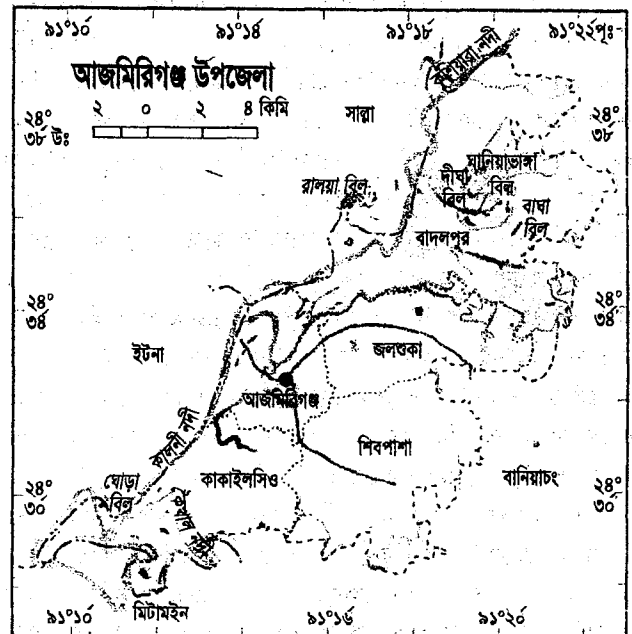 ৯১°১০
৯১°১৪
৯১°১৮
৯১°২২পূঃ
আজমিরিগঞ্জ উপজেলা
২ ০ ২ ৪ কিমি
২৪°
৩৮ উঃ
সাল্লা
২৪°
৩৮
ঘানিয়াভাঙ্গা
বিল
দীঘা
বিল
রালয়া বিল
বাঘা
বিল
বাদলপুর
২৪°
৩৪
২৪°
৩৪
ইটনা
জলশুকা
আজমিরিগঞ্জ
কালনী নদী
শিবপাশা
ঘোড়া
বিল
কাকাইলসিও
বানিয়াচং
২৪°
৩০
২৪°
৩০
নদী
মিটামইন
৯১°১০
৯১°১৬
৯১°২০